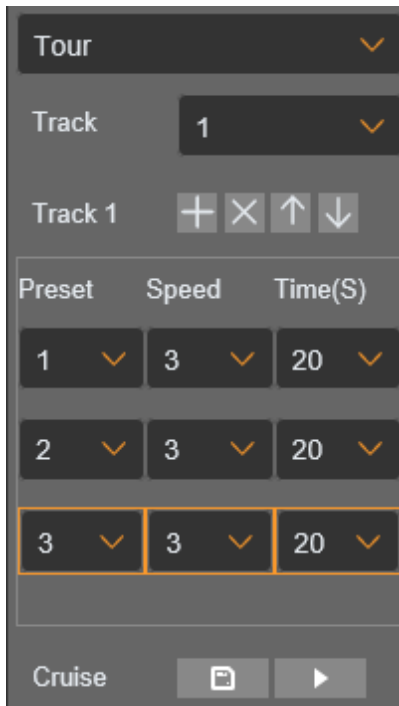 Tour
Track 1
Track 1
Preset Speed Time(S)
1 3 20
2 3 20
3 3 20
Cruise